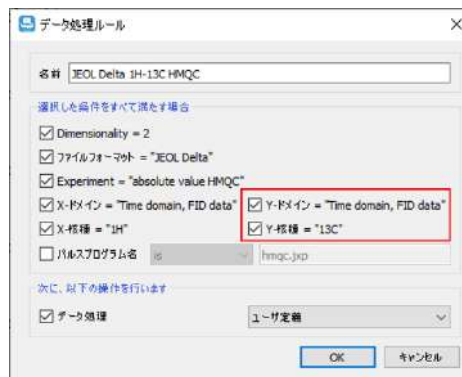 データ処理ルール
名前 JEOL Delta 1H-13C HMQC
選択した条件をすべて満たす場合
Dimensionality = 2
ファイルフォーマット = "JEOL Delta"
Experiment = "absolute value HMQC"
X-ドメイン = "Time domain, FID data" Y-ドメイン = "Time domain, FID data"
X-核種 = "1H" Y-核種 = "13C"
パルスプログラム名 is hmqc.jxp
次に、以下の操作を行います
データ処理 ユーザ定義
OK キャンセル